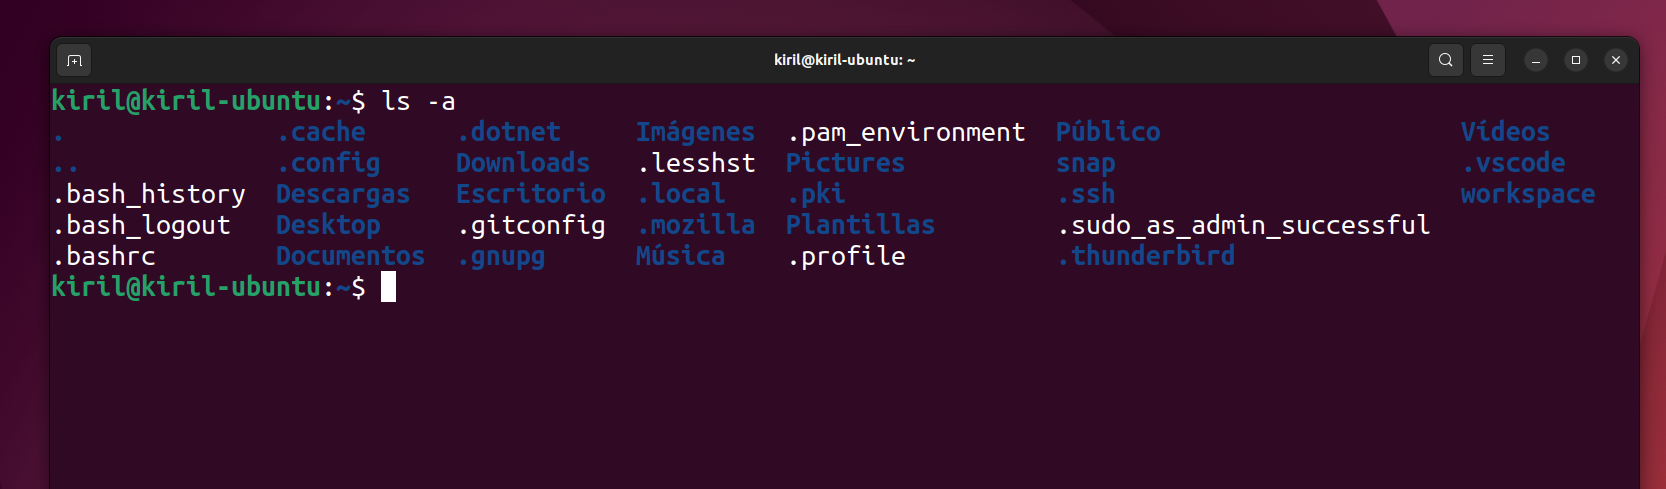 kiril@kiril-ubuntu: ~
kiril@kiril-ubuntu:~$ ls -a
. .cache .dotnet Imágenes .pam_environment Público Vídeos
.. .config Downloads .lesshst Pictures snap .vscode
.bash_history Descargas Escritorio .local .pki .ssh workspace
.bash_logout Desktop .gitconfig .mozilla Plantillas .sudo_as_admin_successful
.bashrc Documentos .gnupg Música .profile .thunderbird
kiril@kiril-ubuntu:~$